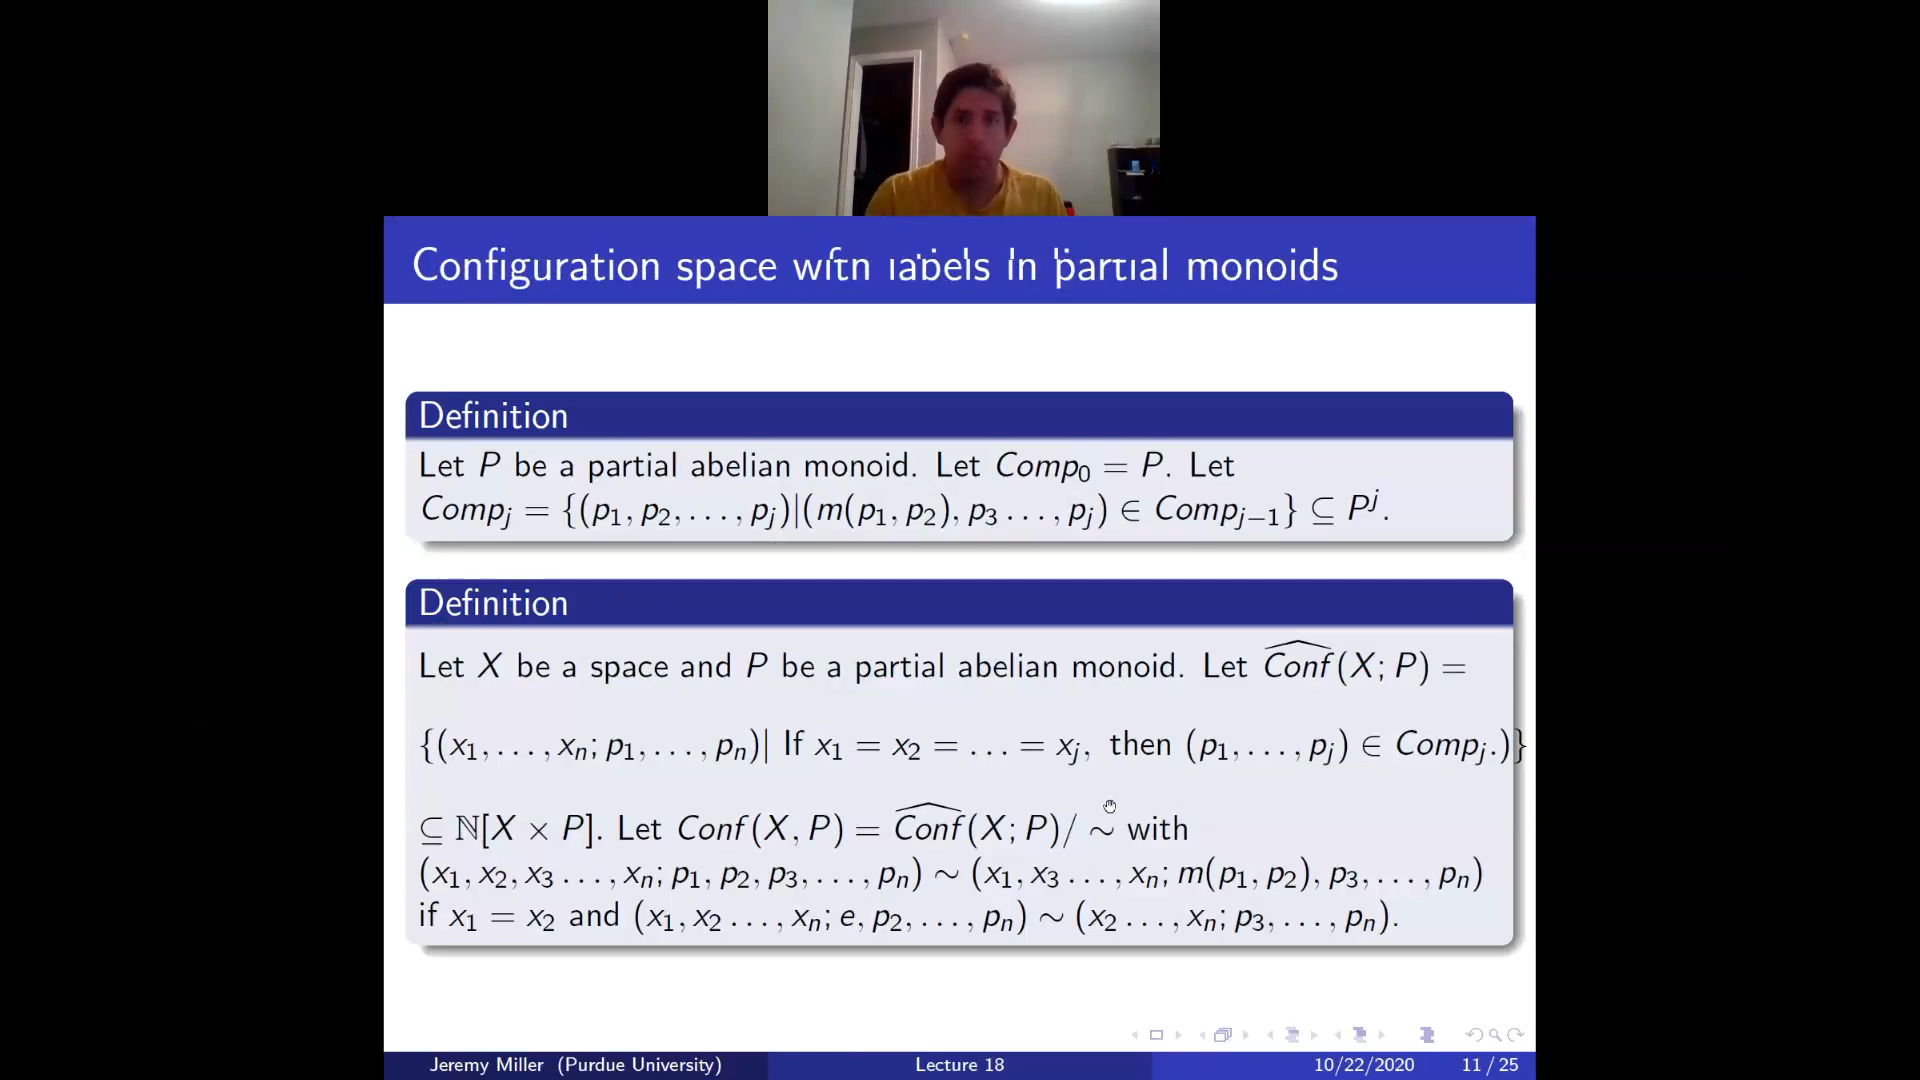 Configuration space with labels in partial monoids
Definition
Let P be a partial abelian monoid. Let Comp₀ = P. Let
Compⱼ = {(p₁, p₂, . . . , pⱼ)|(m(p₁, p₂), p₃ . . . , pⱼ) ∈ Compⱼ₋₁} ⊆ Pʲ.
Definition
Let X be a space and P be a partial abelian monoid. Let \widehat{Conf}(X; P) =
{(x₁, . . . , xₙ; p₁, . . . , pₙ)| If x₁ = x₂ = . . . = xⱼ, then (p₁, . . . , pⱼ) ∈ Compⱼ.)}
⊆ ℕ[X × P]. Let Conf(X, P) = \widehat{Conf}(X; P)/ ∼ with
(x₁, x₂, x₃ . . . , xₙ; p₁, p₂, p₃, . . . , pₙ) ∼ (x₁, x₃ . . . , xₙ; m(p₁, p₂), p₃, . . . , pₙ)
if x₁ = x₂ and (x₁, x₂ . . . , xₙ; e, p₂, . . . , pₙ) ∼ (x₂ . . . , xₙ; p₃, . . . , pₙ).
Jeremy Miller (Purdue University) Lecture 18 10/22/2020 11 / 25